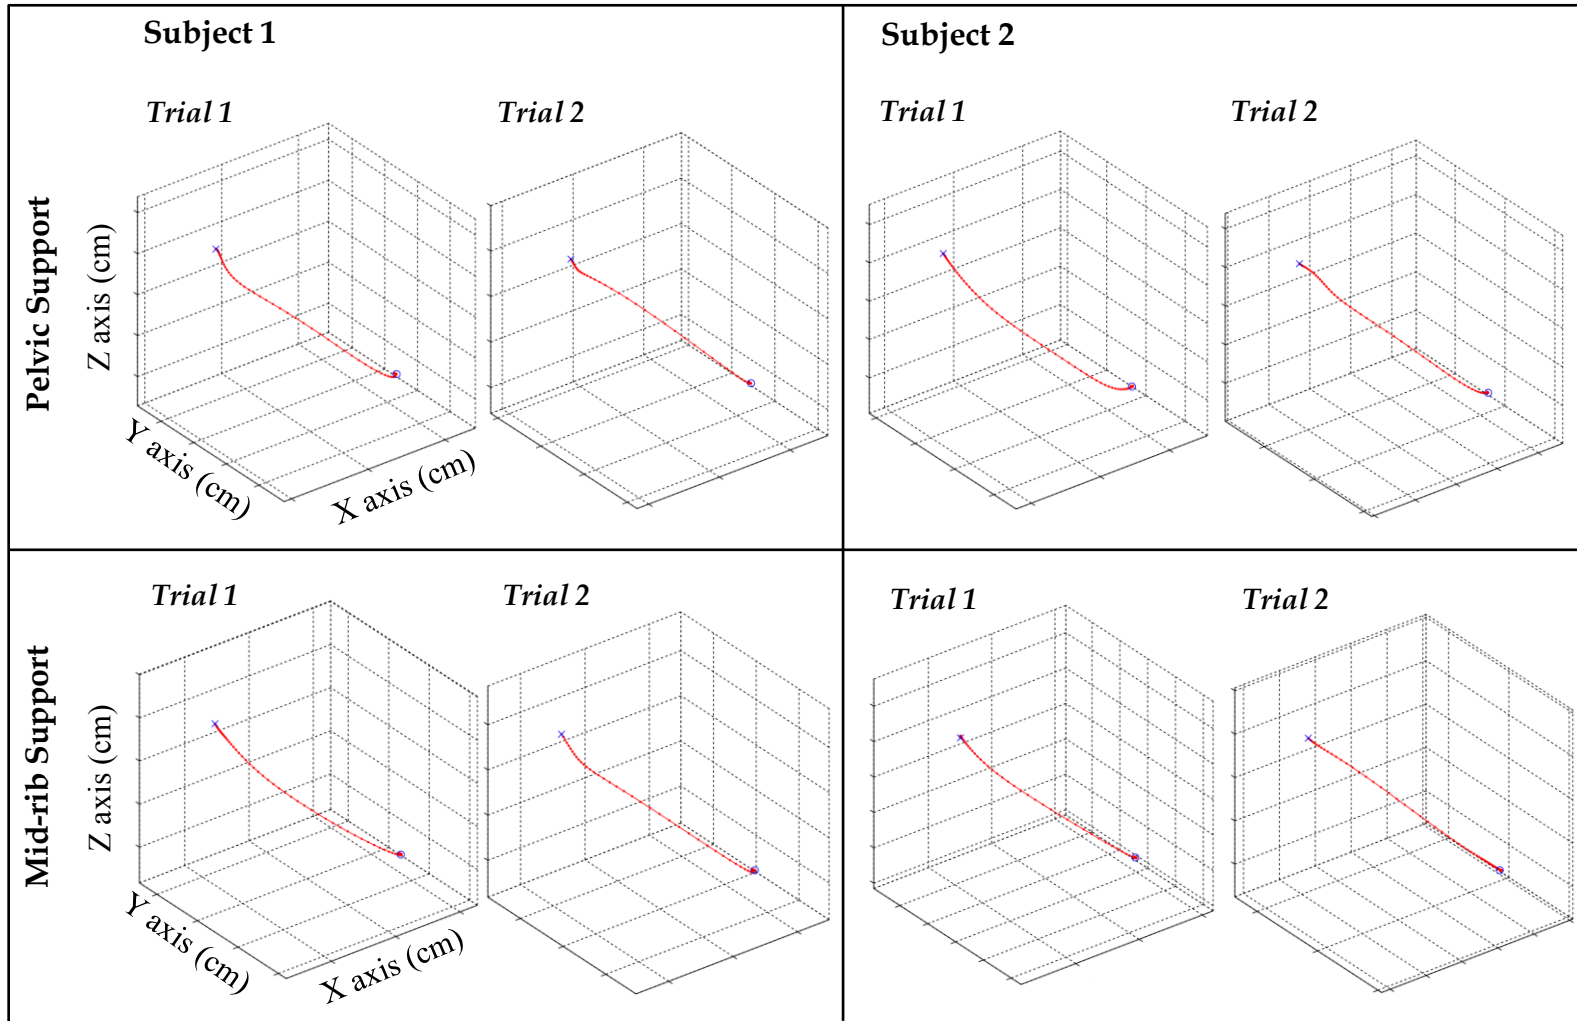 Subject 1
Subject 2
Trial 1
Trial 2
Trial 1
Trial 2
Pelvic Support
Z axis (cm)
Y axis (cm)
X axis (cm)
Trial 1
Trial 2
Trial 1
Trial 2
Mid-rib Support
Z axis (cm)
Y axis (cm)
X axis (cm)